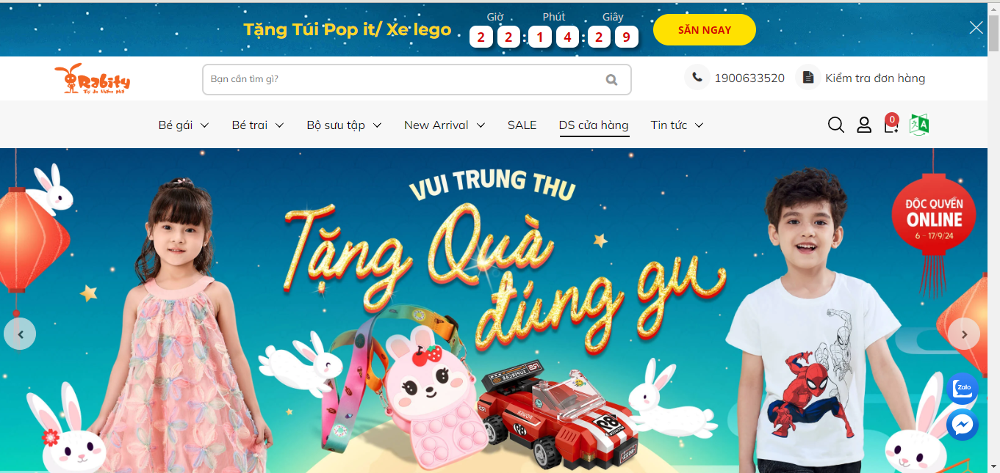 Giờ Phút Giây
Tặng Túi Pop it/ Xe lego 2 2 : 1 4 : 2 9 SĂN NGAY
Rabity
Tự do khám phá
Bạn cần tìm gì?
1900633520
Kiểm tra đơn hàng
Bé gái
Bé trai
Bộ sưu tập
New Arrival
SALE
DS cửa hàng
Tin tức
0
A
VUI TRUNG THU
Tặng Quà
đúng gu
ĐỘC QUYỀN
ONLINE
6 - 17/9/24
SUPERCAR
Zalo